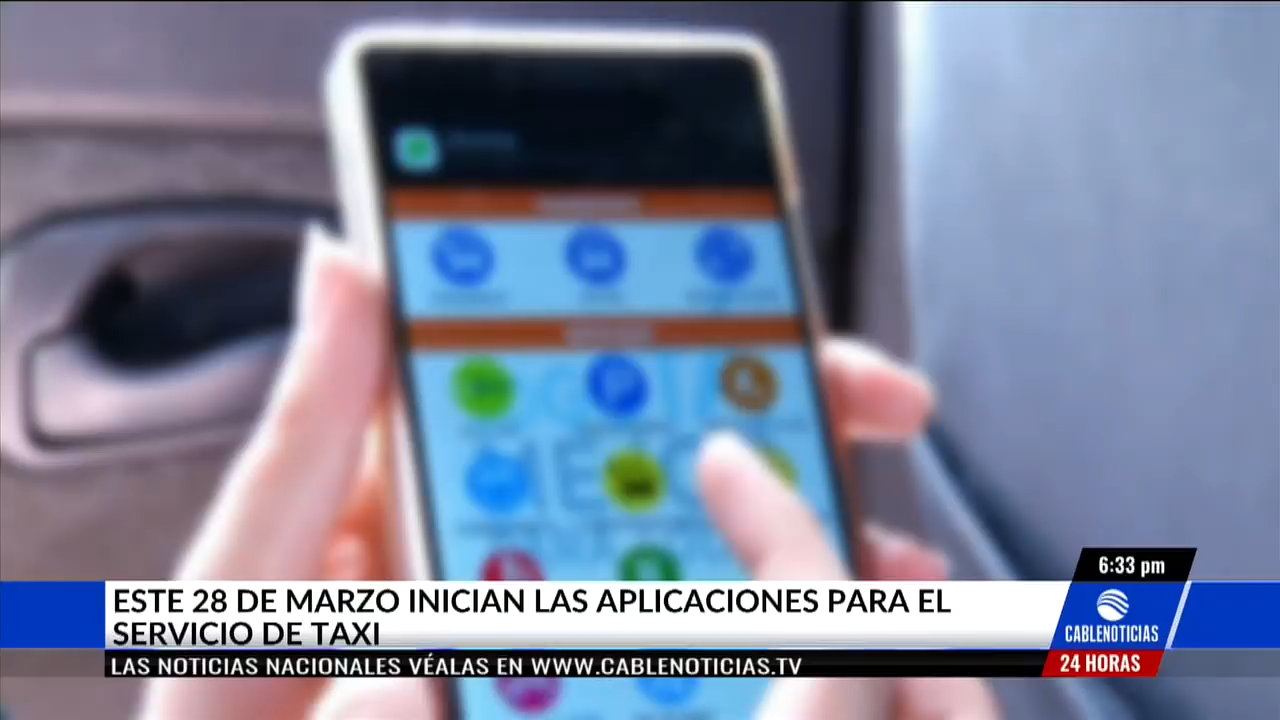 6:33 pm
ESTE 28 DE MARZO INICIAN LAS APLICACIONES PARA EL
SERVICIO DE TAXI
CABLENOTICIAS
24 HORAS
LAS NOTICIAS NACIONALES VÉALAS EN WWW.CABLENOTICIAS.TV